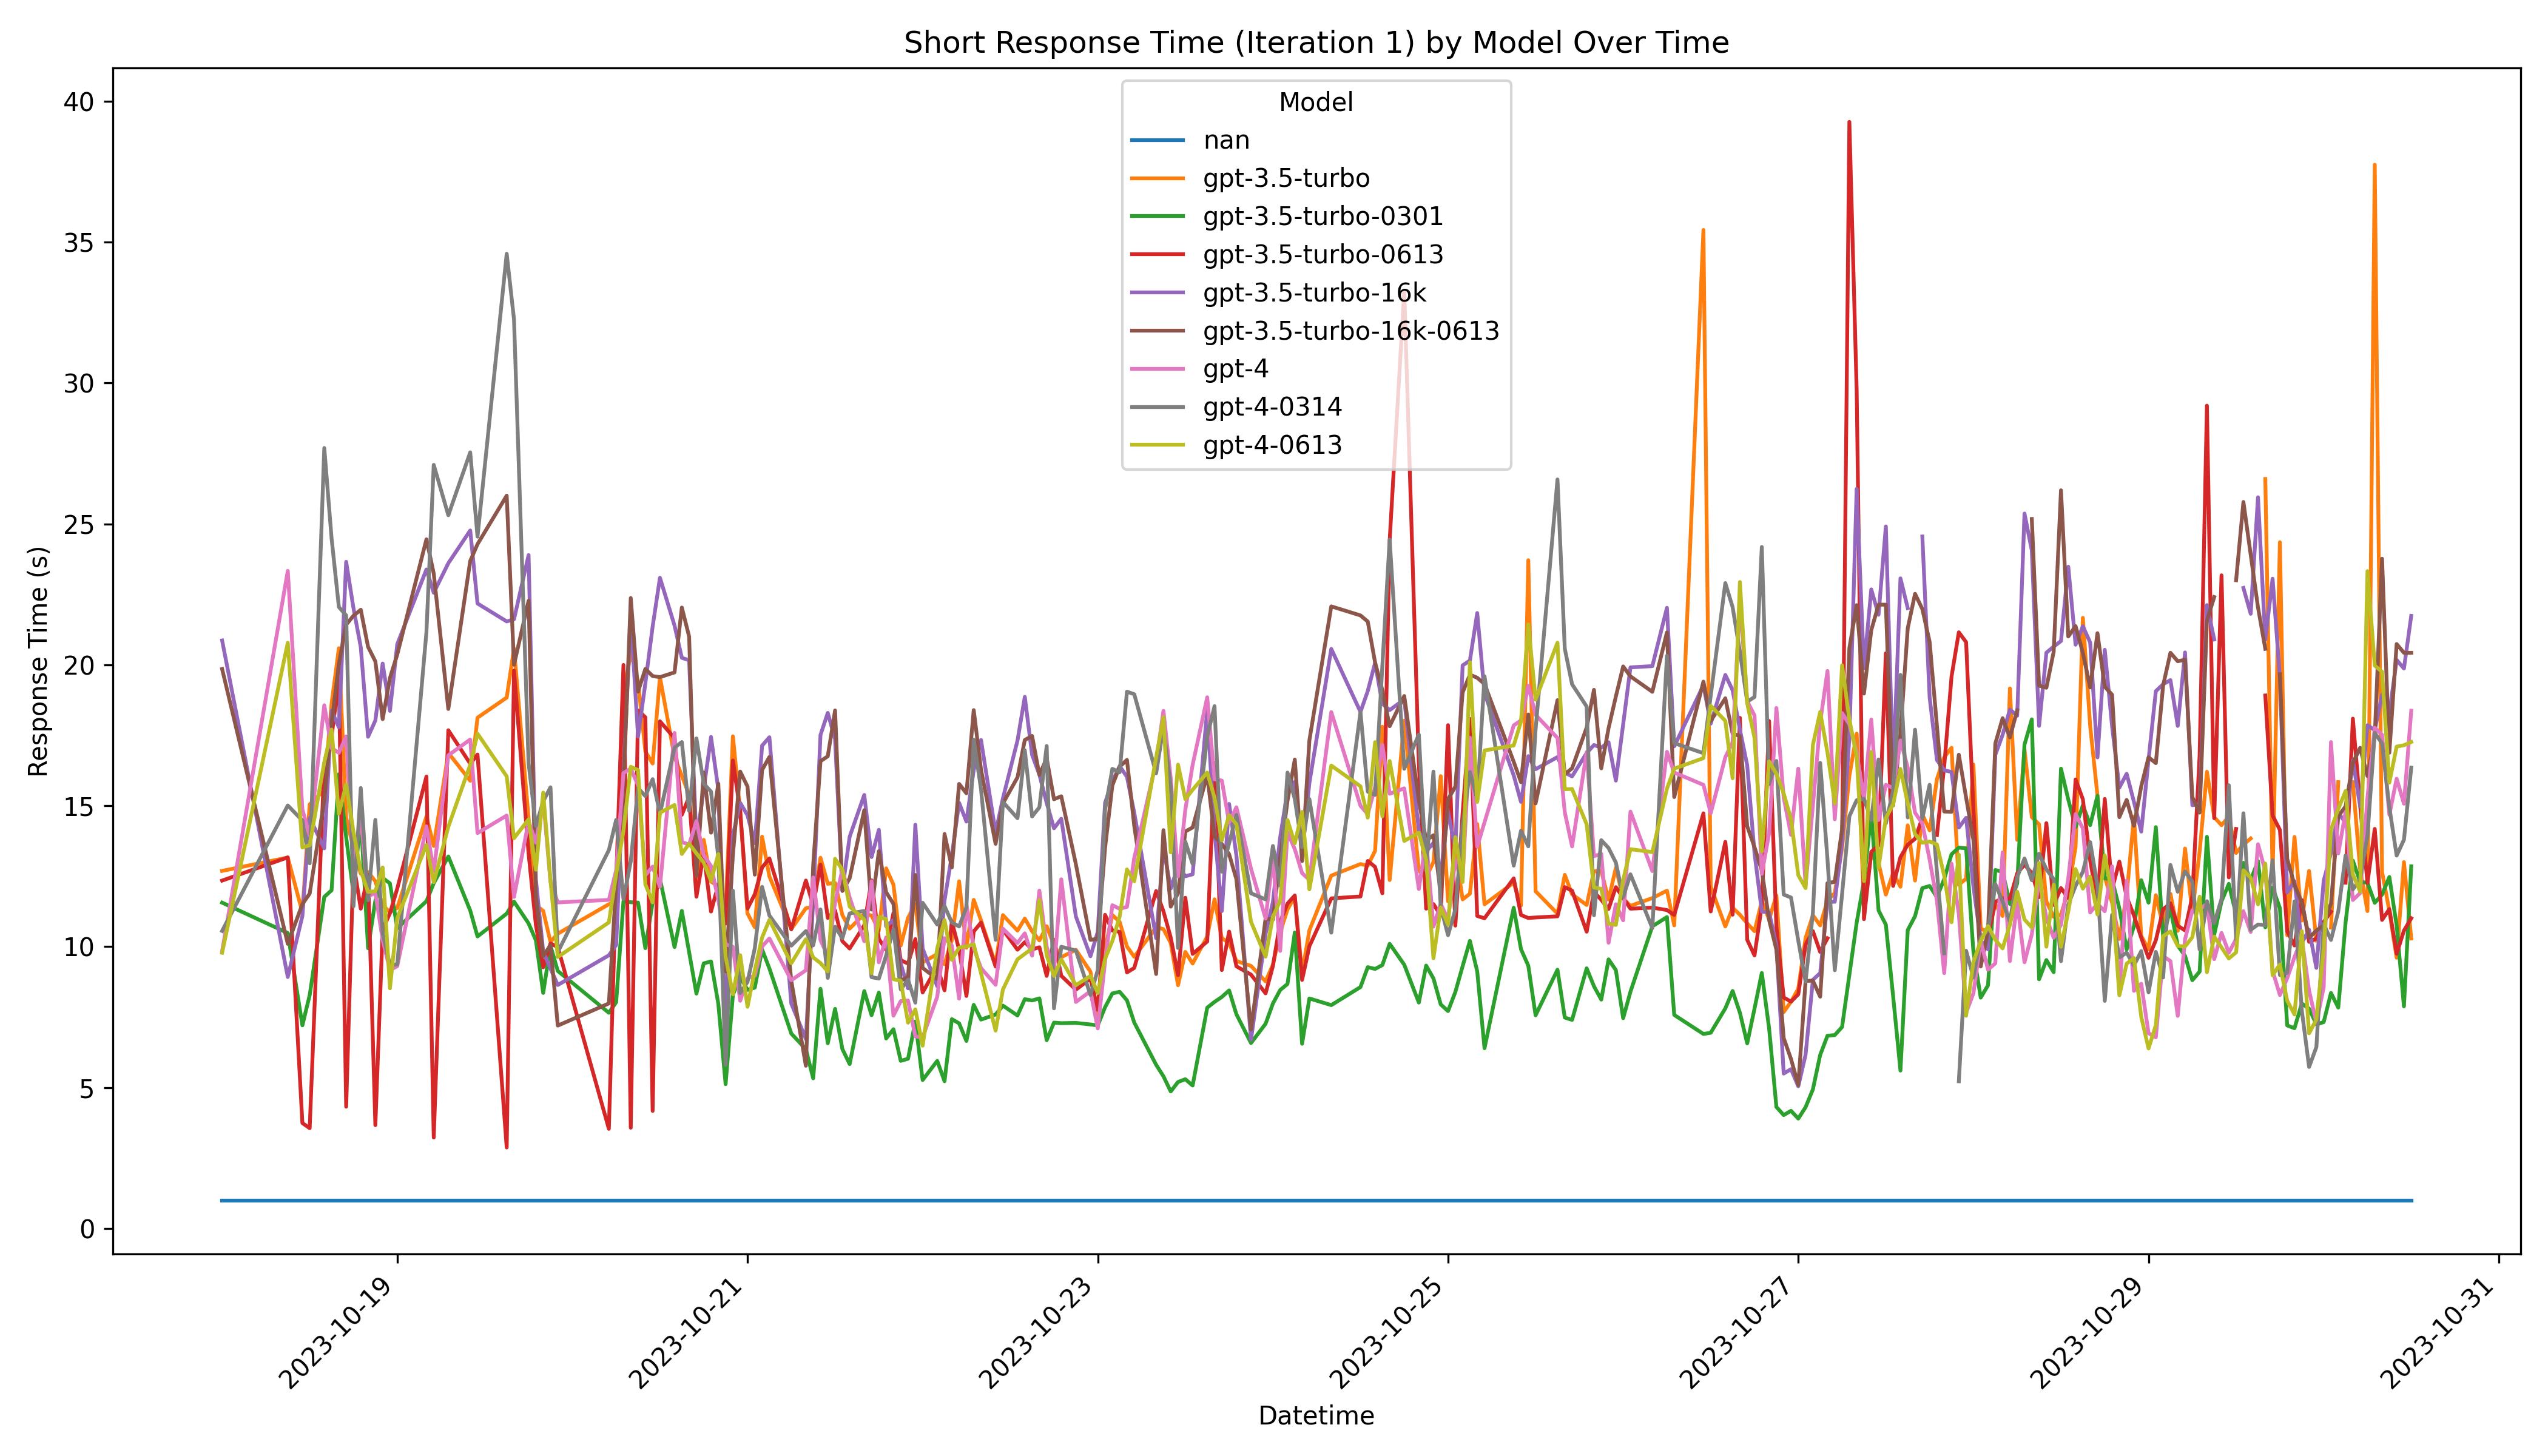 Short Response Time (Iteration 1) by Model Over Time
Model
nan
gpt-3.5-turbo
gpt-3.5-turbo-0301
gpt-3.5-turbo-0613
gpt-3.5-turbo-16k
gpt-3.5-turbo-16k-0613
gpt-4
gpt-4-0314
gpt-4-0613
Response Time (s)
40
35
30
25
20
15
10
5
0
2023-10-19
2023-10-21
2023-10-23
2023-10-25
2023-10-27
2023-10-29
2023-10-31
Datetime